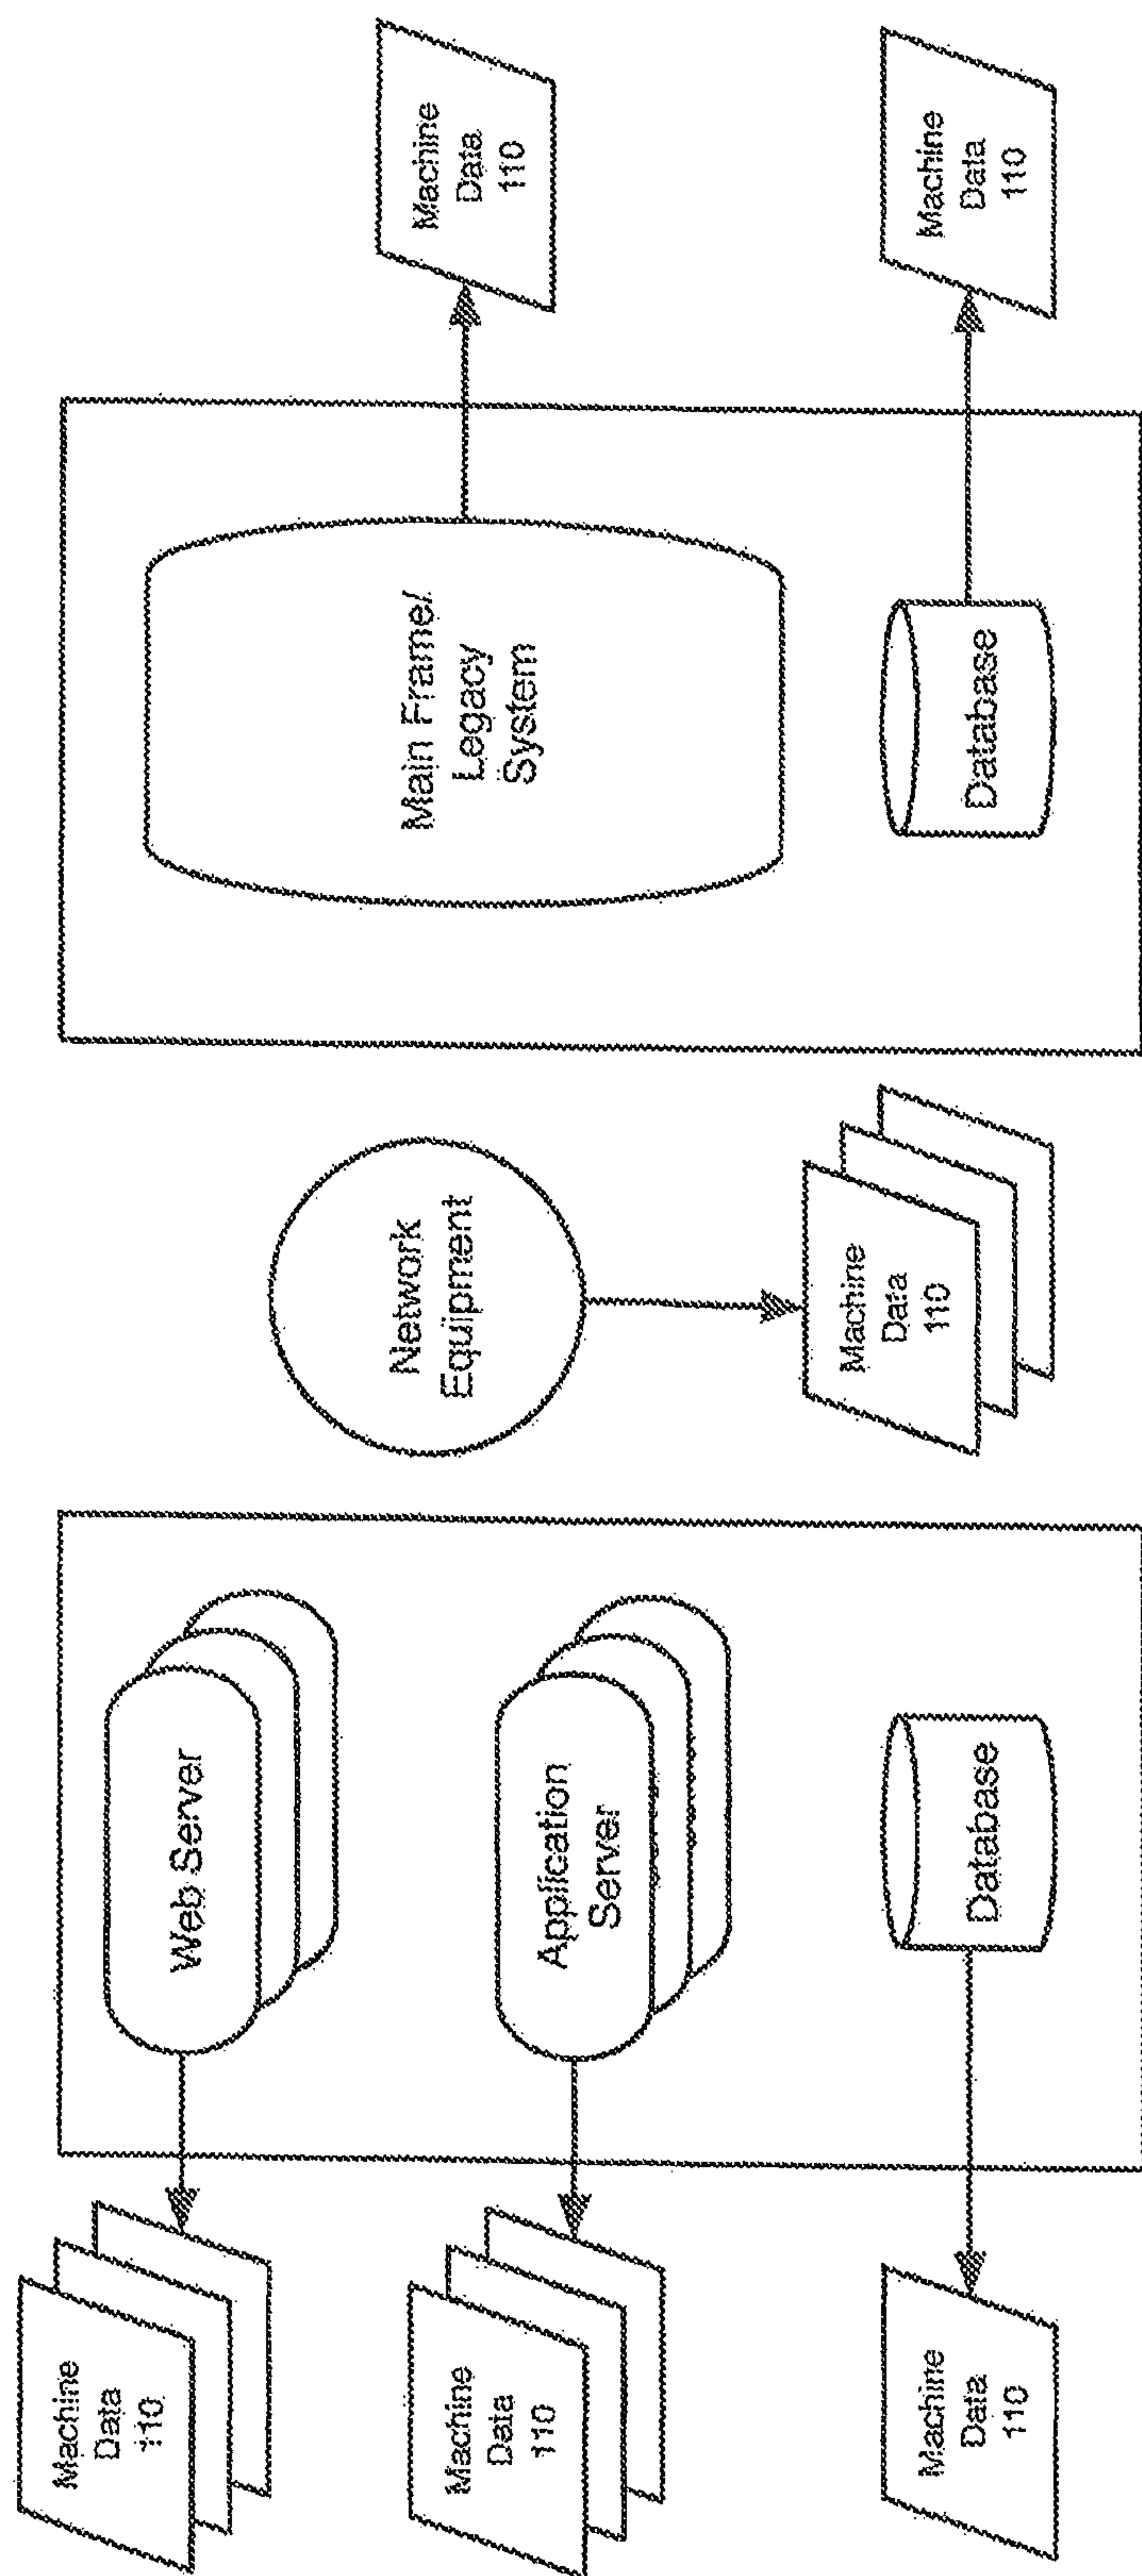 Machine
Data
110
Web Server
Machine
Data
110
Application
Server
Machine
Data
110
Database
Network
Equipment
Machine
Data
110
Main Frame/
Legacy
System
Machine
Data
110
Database
Machine
Data
110